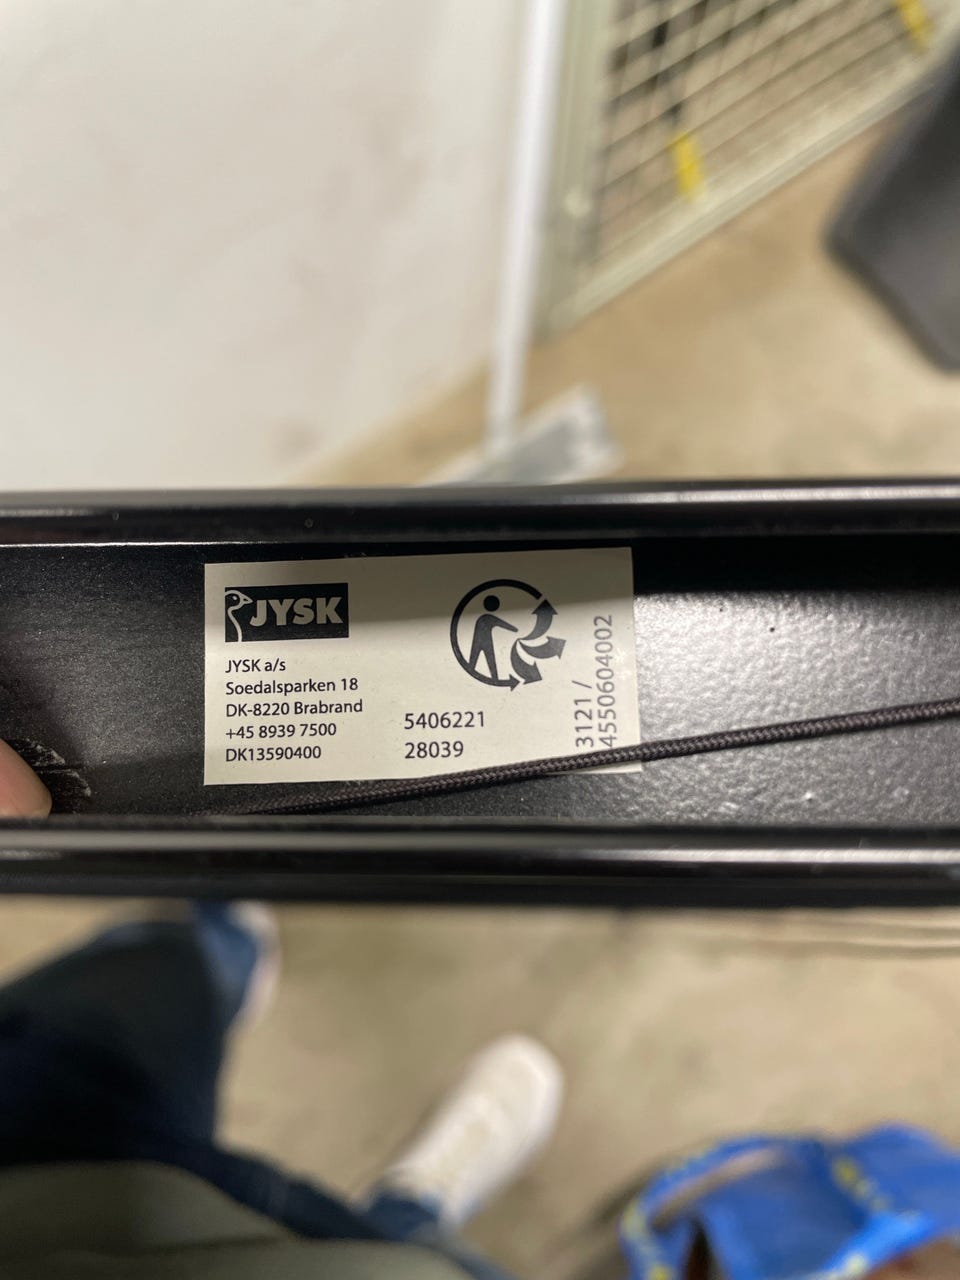 JYSK
JYSK a/s
Soedalsparken 18
DK-8220 Brabrand
+45 8939 7500
DK13590400
5406221
28039
3121 /
4550604002